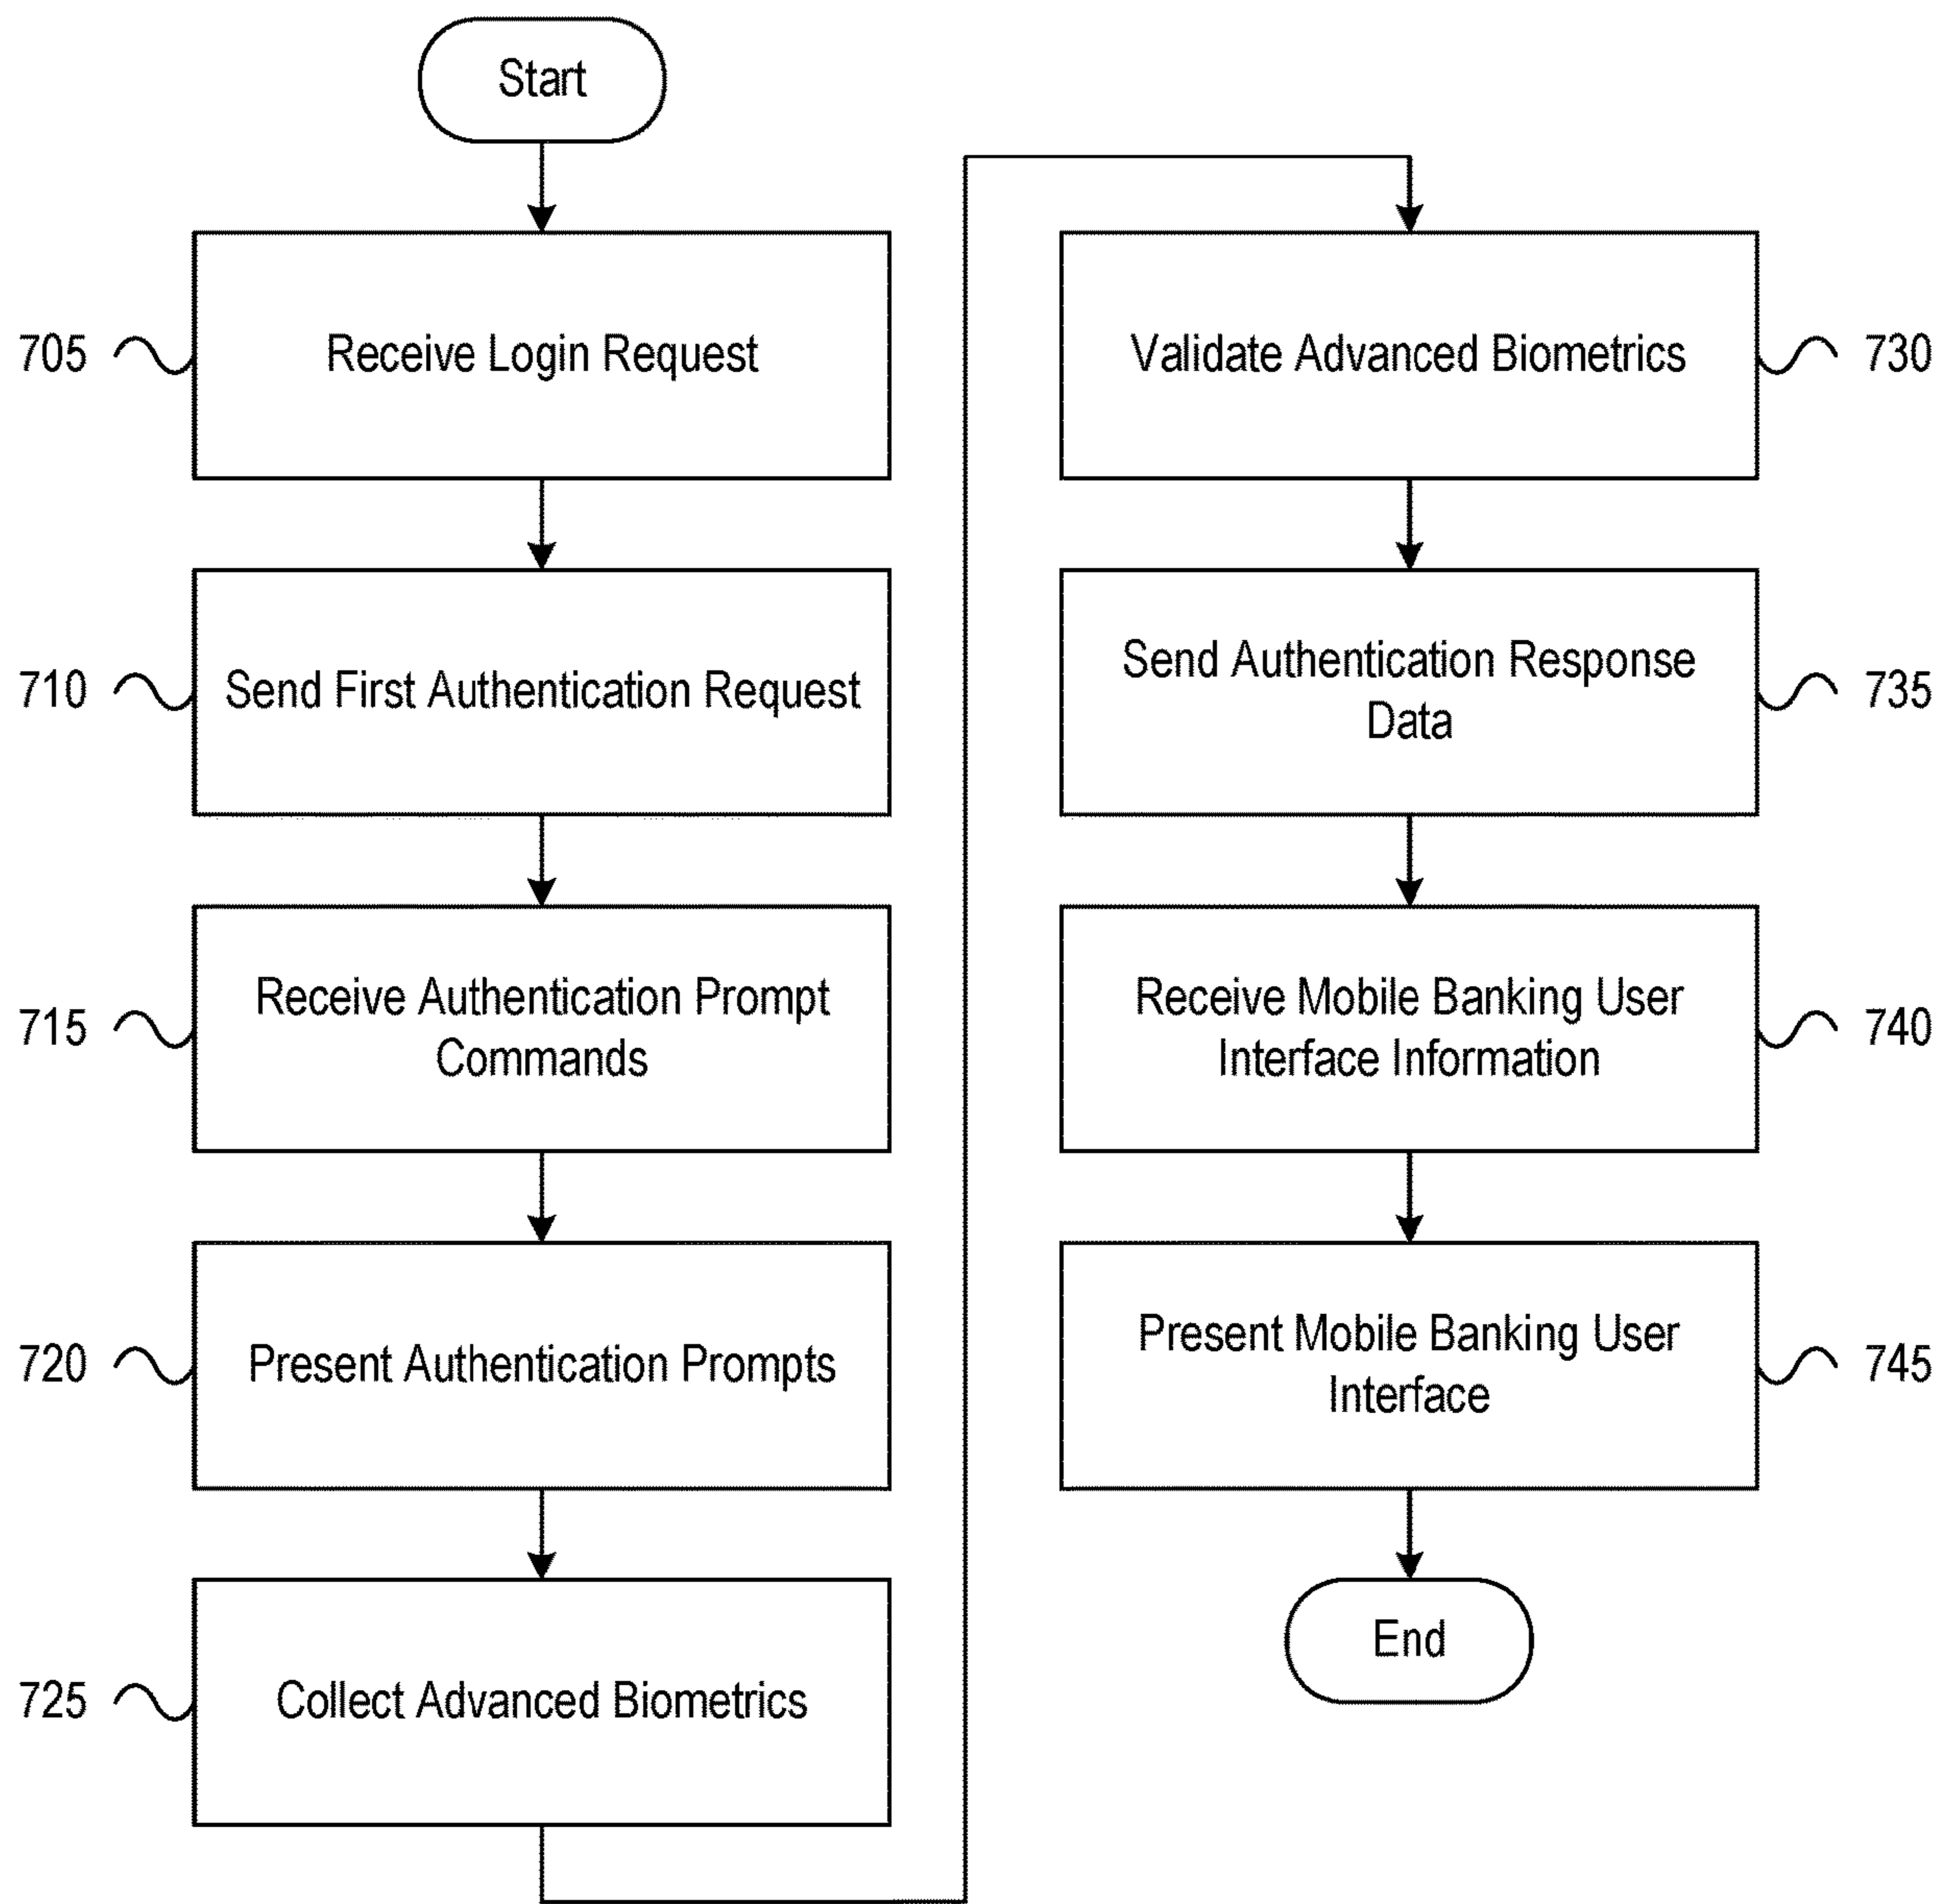 Start
705
Receive Login Request
710
Send First Authentication Request
715
Receive Authentication Prompt
Commands
720
Present Authentication Prompts
725
Collect Advanced Biometrics
Validate Advanced Biometrics
730
Send Authentication Response
Data
735
Receive Mobile Banking User
Interface Information
740
Present Mobile Banking User
Interface
745
End